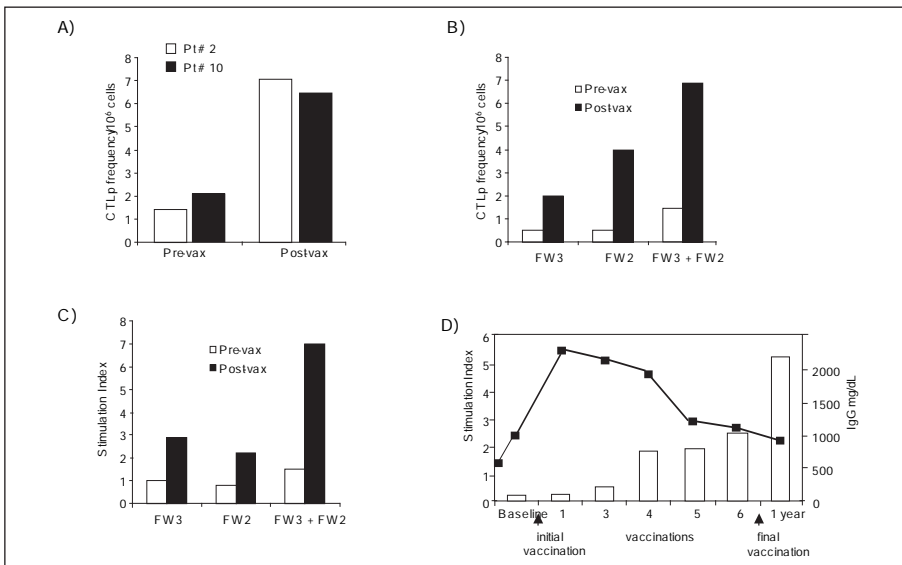 A)
Pt# 2
Pt# 10
CTLp frequency/10⁶ cells
8
7
6
5
4
3
2
1
0
Pre-vax
Post-vax
B)
Pre-vax
Post-vax
CTLp frequency/10⁶ cells
8
7
6
5
4
3
2
1
0
FW3
FW2
FW3 + FW2
C)
Pre-vax
Post-vax
Stimulation Index
8
7
6
5
4
3
2
1
0
FW3
FW2
FW3 + FW2
D)
Stimulation Index
6
5
4
3
2
1
0
IgG mg/dL
2000
1500
1000
500
0
Baseline
1
3
4
5
6
1 year
initial
vaccination
vaccinations
final
vaccination